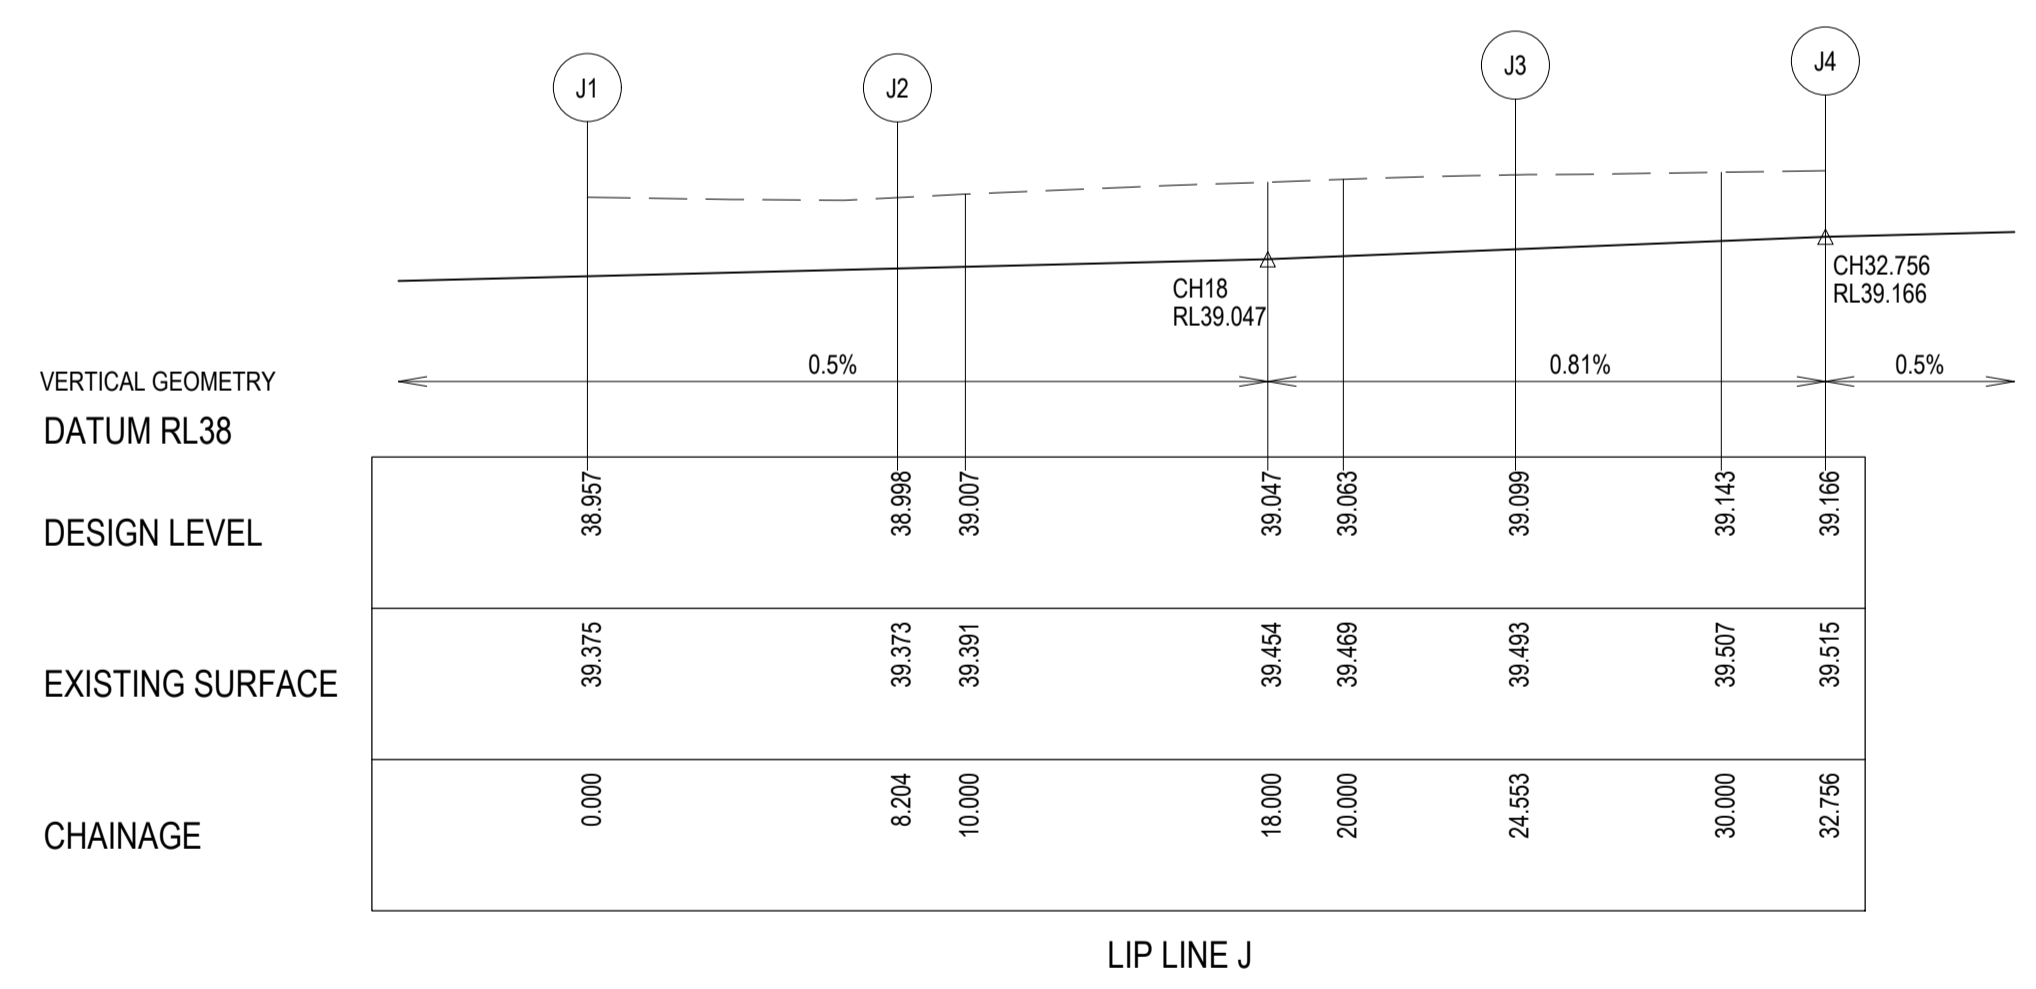 J1 J2 J3 J4
CH18
RL39.047
CH32.756
RL39.166
VERTICAL GEOMETRY 0.5% 0.81% 0.5%
DATUM RL38
DESIGN LEVEL 38.957 38.998 39.007 39.047 39.063 39.099 39.143 39.166
EXISTING SURFACE 39.375 39.373 39.391 39.454 39.469 39.493 39.507 39.515
CHAINAGE 0.000 8.204 10.000 18.000 20.000 24.553 30.000 32.756
LIP LINE J